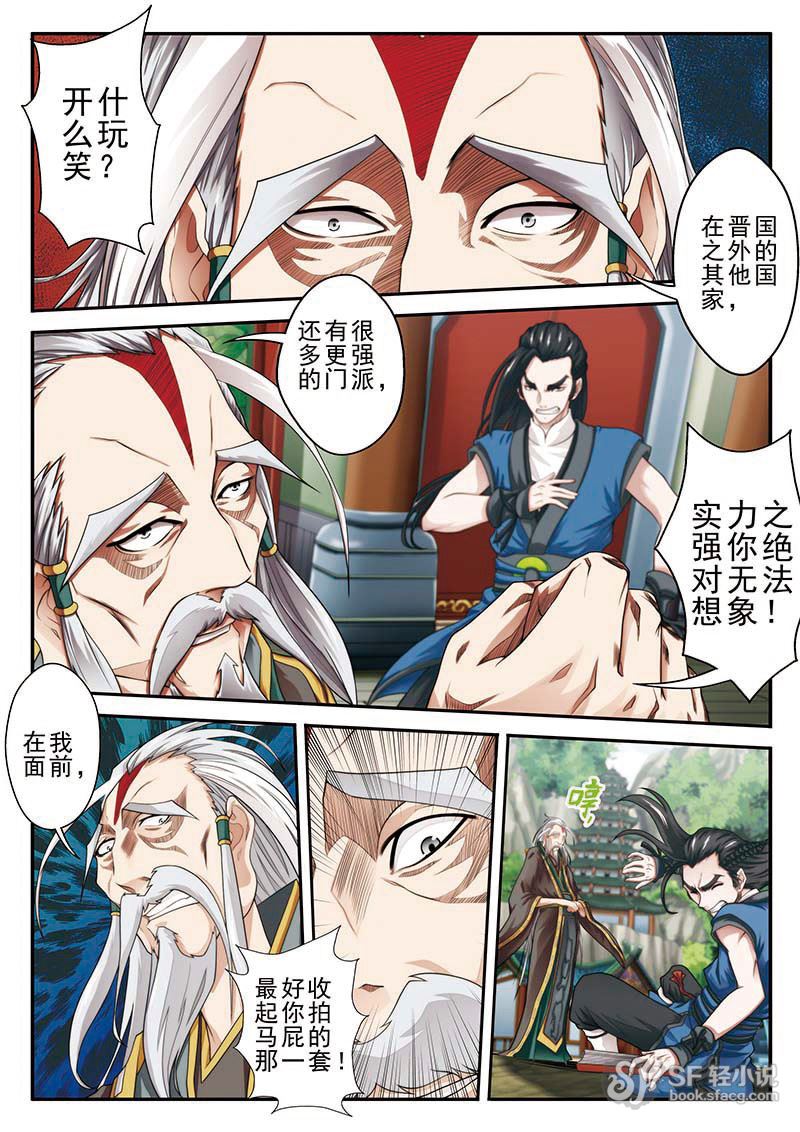 开什
么玩
笑?
在晋国
之外的
其他国
家，
还有很
多更强
的门派，
实力之
强你绝
对无法
想象！
在我
面前，
最好收
起你拍
马屁的
那一套！
哼
SF 轻小说
book.sfacg.com